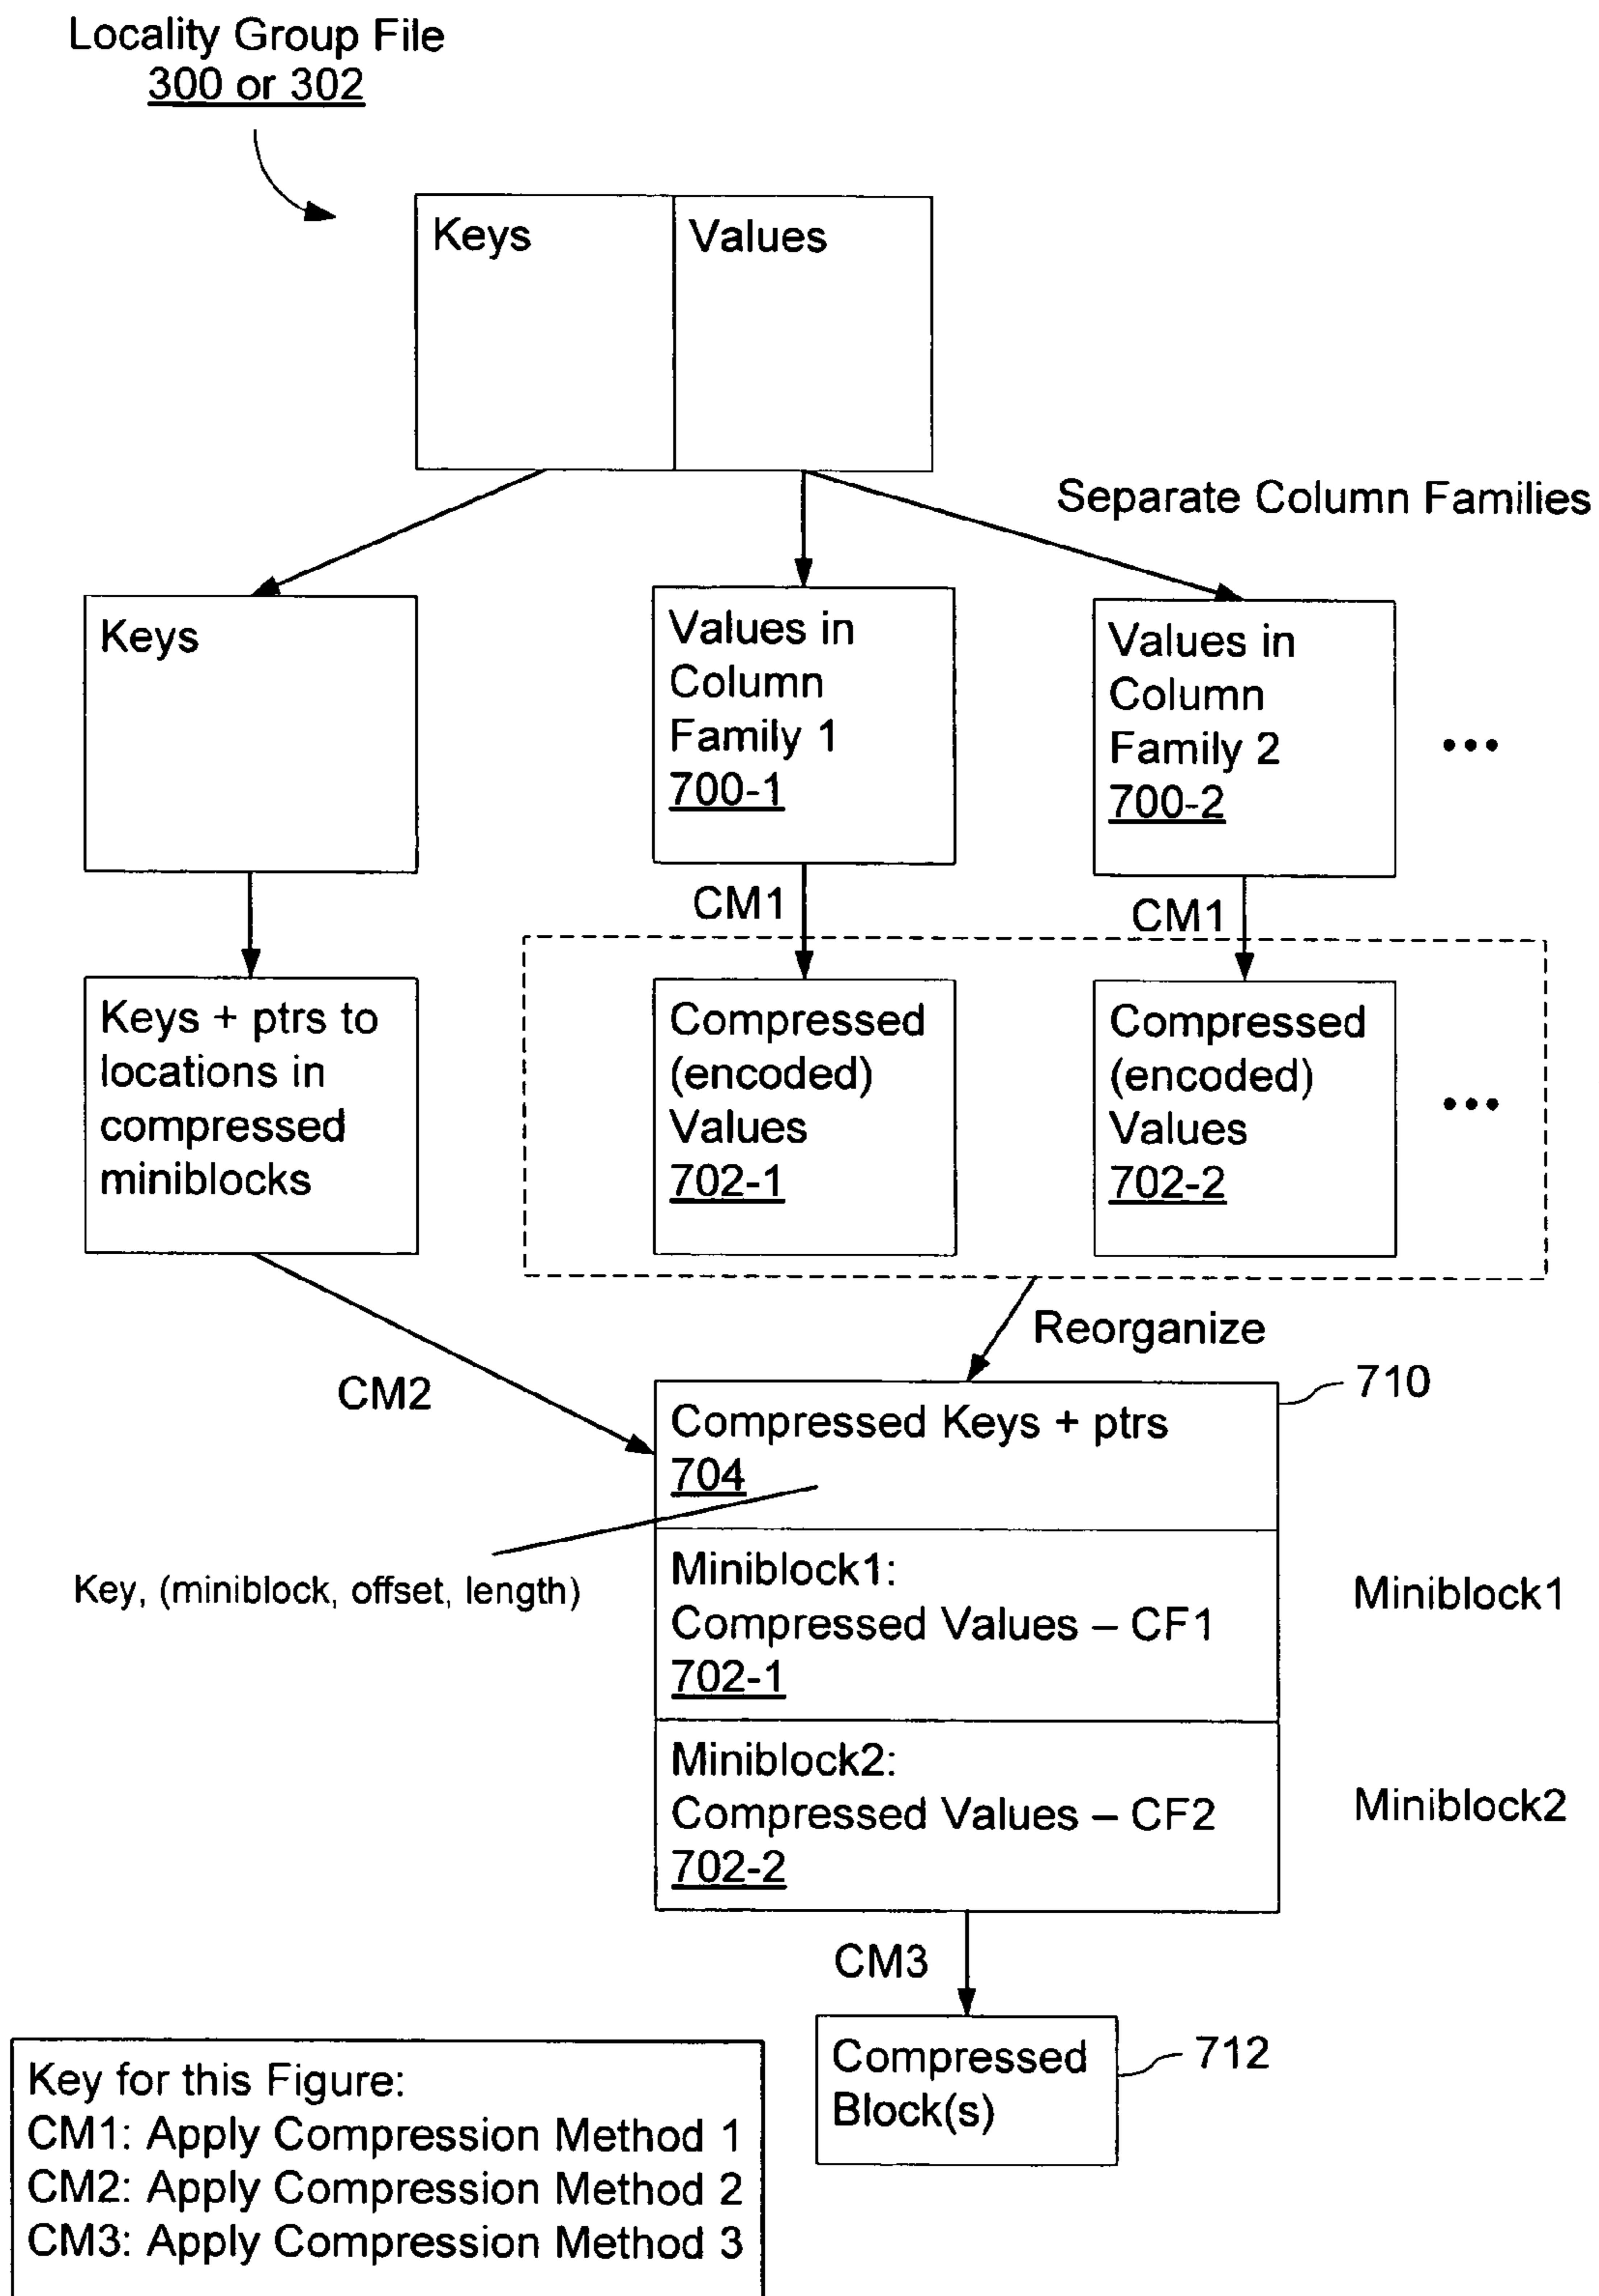 Locality Group File
300 or 302
Keys
Values
Separate Column Families
Keys
Values in
Column
Family 1
700-1
Values in
Column
Family 2
700-2
•••
CM1
CM1
Keys + ptrs to
locations in
compressed
miniblocks
Compressed
(encoded)
Values
702-1
Compressed
(encoded)
Values
702-2
•••
Reorganize
CM2
710
Compressed Keys + ptrs
704
Key, (miniblock, offset, length)
Miniblock1:
Compressed Values – CF1
702-1
Miniblock1
Miniblock2:
Compressed Values – CF2
702-2
Miniblock2
CM3
Compressed
Block(s)
712
Key for this Figure:
CM1: Apply Compression Method 1
CM2: Apply Compression Method 2
CM3: Apply Compression Method 3